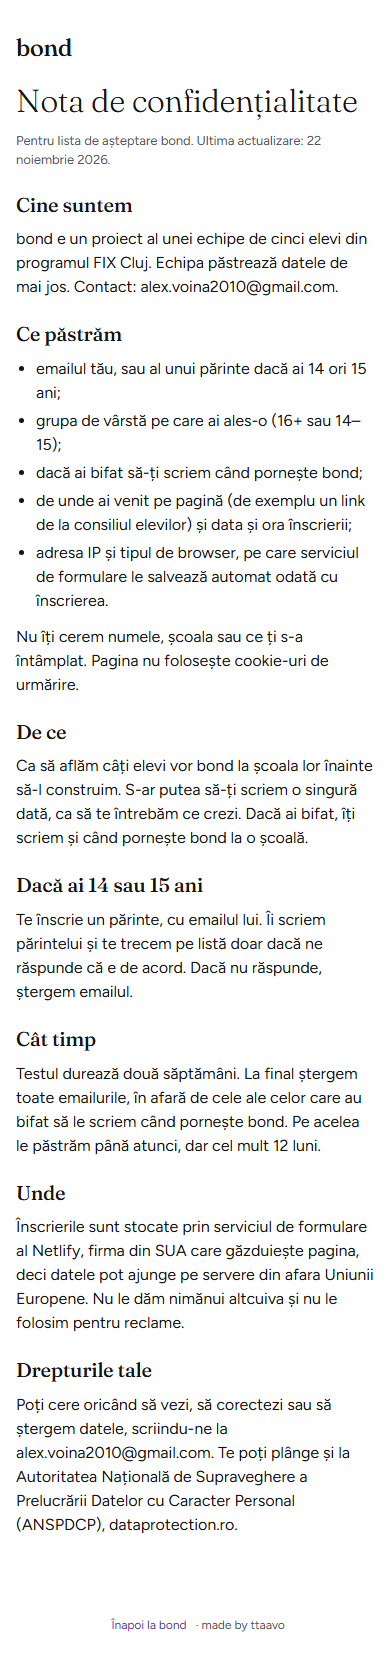 bond
Nota de confidențialitate
Pentru lista de așteptare bond. Ultima actualizare: 22
noiembrie 2026.
Cine suntem
bond e un proiect al unei echipe de cinci elevi din
programul FIX Cluj. Echipa păstrează datele de
mai jos. Contact: alex.voina2010@gmail.com.
Ce păstrăm
• emailul tău, sau al unui părinte dacă ai 14 ori 15
ani;
• grupa de vârstă pe care ai ales-o (16+ sau 14–
15);
• dacă ai bifat să-ți scriem când pornește bond;
• de unde ai venit pe pagină (de exemplu un link
de la consiliul elevilor) și data și ora înscrierii;
• adresa IP și tipul de browser, pe care serviciul
de formulare le salvează automat odată cu
înscrierea.
Nu îți cerem numele, școala sau ce ți s-a
întâmplat. Pagina nu folosește cookie-uri de
urmărire.
De ce
Ca să aflăm câți elevi vor bond la școala lor înainte
să-l construim. S-ar putea să-ți scriem o singură
dată, ca să te întrebăm ce crezi. Dacă ai bifat, îți
scriem și când pornește bond la o școală.
Dacă ai 14 sau 15 ani
Te înscrie un părinte, cu emailul lui. Îi scriem
părintelui și te trecem pe listă doar dacă ne
răspunde că e de acord. Dacă nu răspunde,
ștergem emailul.
Cât timp
Testul durează două săptămâni. La final ștergem
toate emailurile, în afară de cele ale celor care au
bifat să le scriem când pornește bond. Pe acelea
le păstrăm până atunci, dar cel mult 12 luni.
Unde
Înscrierile sunt stocate prin serviciul de formulare
al Netlify, firma din SUA care găzduiește pagina,
deci datele pot ajunge pe servere din afara Uniunii
Europene. Nu le dăm nimănui altcuiva și nu le
folosim pentru reclame.
Drepturile tale
Poți cere oricând să vezi, să corectezi sau să
ștergem datele, scriindu-ne la
alex.voina2010@gmail.com. Te poți plânge și la
Autoritatea Națională de Supraveghere a
Prelucrării Datelor cu Caracter Personal
(ANSPDCP), dataprotection.ro.
Înapoi la bond · made by ttaavo